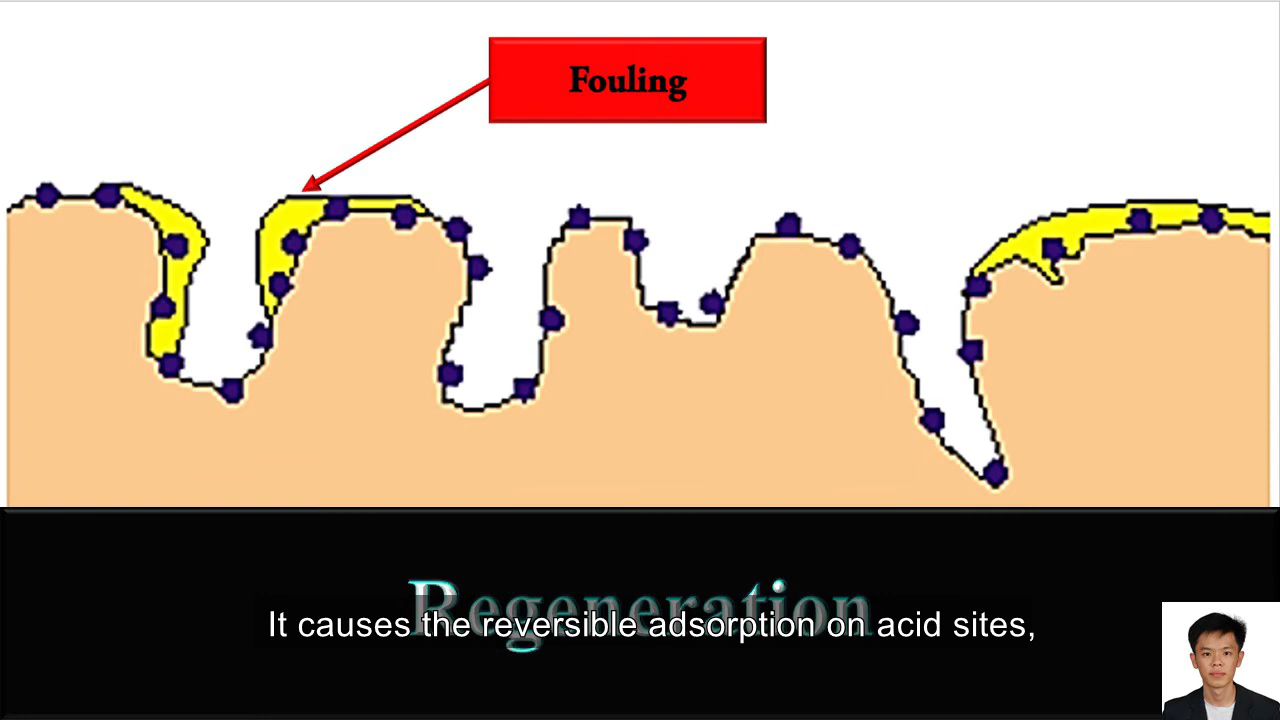 Fouling
Regeneration
It causes the reversible adsorption on acid sites,